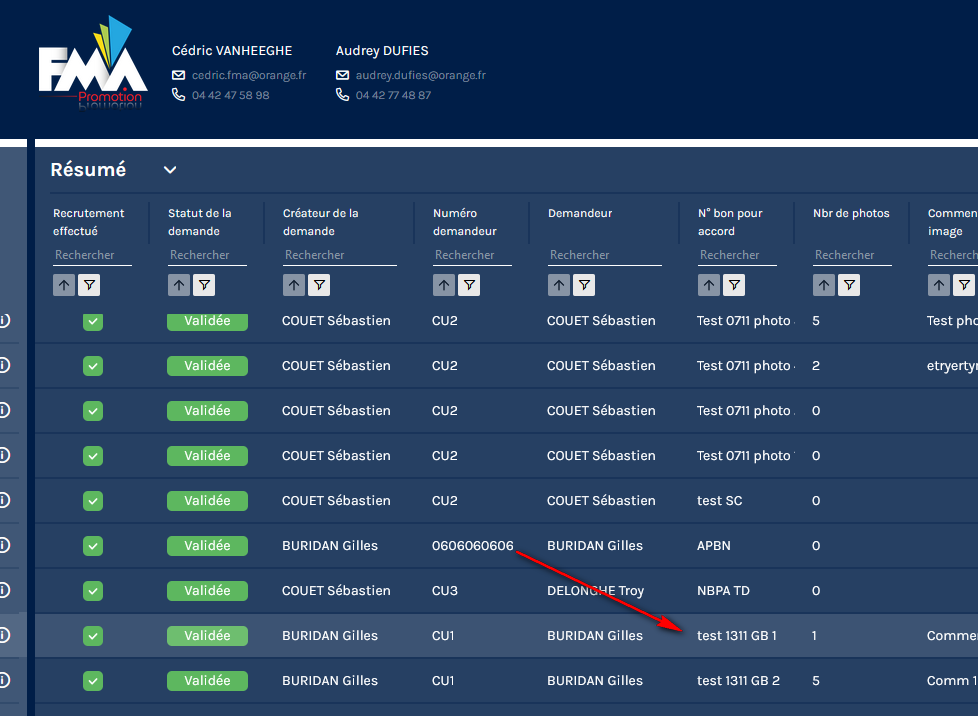 FMA
Promotion
Cédric VANHEEGHE
cedric.fma@orange.fr
04 42 47 58 98
Audrey DUFIES
audrey.dufies@orange.fr
04 42 77 48 87
Résumé
Recrutement effectué Statut de la demande Créateur de la demande Numéro demandeur Demandeur N° bon pour accord Nbr de photos Commen image
Rechercher Rechercher Rechercher Rechercher Rechercher Rechercher Rechercher Recherch
Validée COUET Sébastien CU2 COUET Sébastien Test 0711 photo 5 Test pho
Validée COUET Sébastien CU2 COUET Sébastien Test 0711 photo 2 etryertyr
Validée COUET Sébastien CU2 COUET Sébastien Test 0711 photo 0
Validée COUET Sébastien CU2 COUET Sébastien Test 0711 photo 0
Validée COUET Sébastien CU2 COUET Sébastien test SC 0
Validée BURIDAN Gilles 0606060606 BURIDAN Gilles APBN 0
Validée COUET Sébastien CU3 DELONGHE Troy NBPA TD 0
Validée BURIDAN Gilles CU1 BURIDAN Gilles test 1311 GB 1 1 Comme
Validée BURIDAN Gilles CU1 BURIDAN Gilles test 1311 GB 2 5 Comm 1